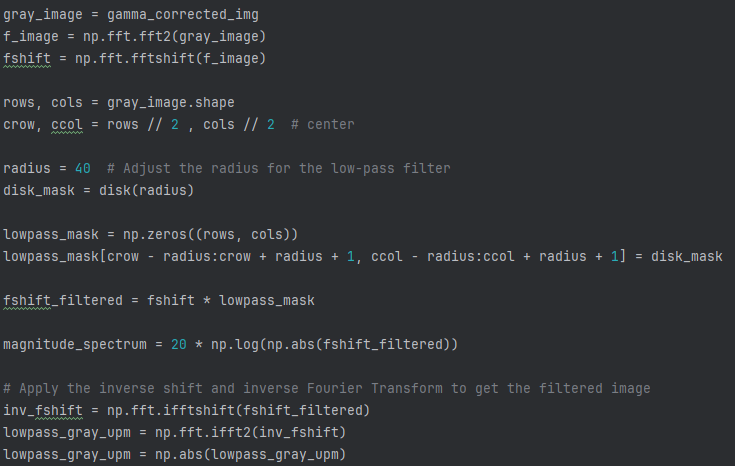 gray_image = gamma_corrected_img
f_image = np.fft.fft2(gray_image)
fshift = np.fft.fftshift(f_image)
rows, cols = gray_image.shape
crow, ccol = rows // 2 , cols // 2  # center
radius = 40  # Adjust the radius for the low-pass filter
disk_mask = disk(radius)
lowpass_mask = np.zeros((rows, cols))
lowpass_mask[crow - radius:crow + radius + 1, ccol - radius:ccol + radius + 1] = disk_mask
fshift_filtered = fshift * lowpass_mask
magnitude_spectrum = 20 * np.log(np.abs(fshift_filtered))
# Apply the inverse shift and inverse Fourier Transform to get the filtered image
inv_fshift = np.fft.ifftshift(fshift_filtered)
lowpass_gray_upm = np.fft.ifft2(inv_fshift)
lowpass_gray_upm = np.abs(lowpass_gray_upm)